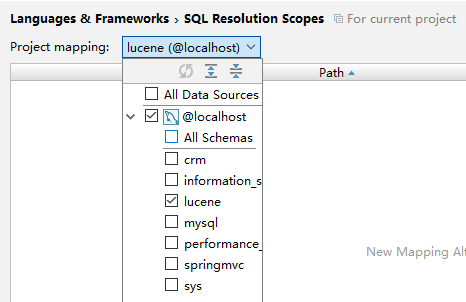 Languages & Frameworks › SQL Resolution Scopes For current project
Project mapping: lucene (@localhost)
Path
All Data Sources
@localhost
All Schemas
crm
information_s
lucene
mysql
performance_
springmvc
sys
New Mapping Alt